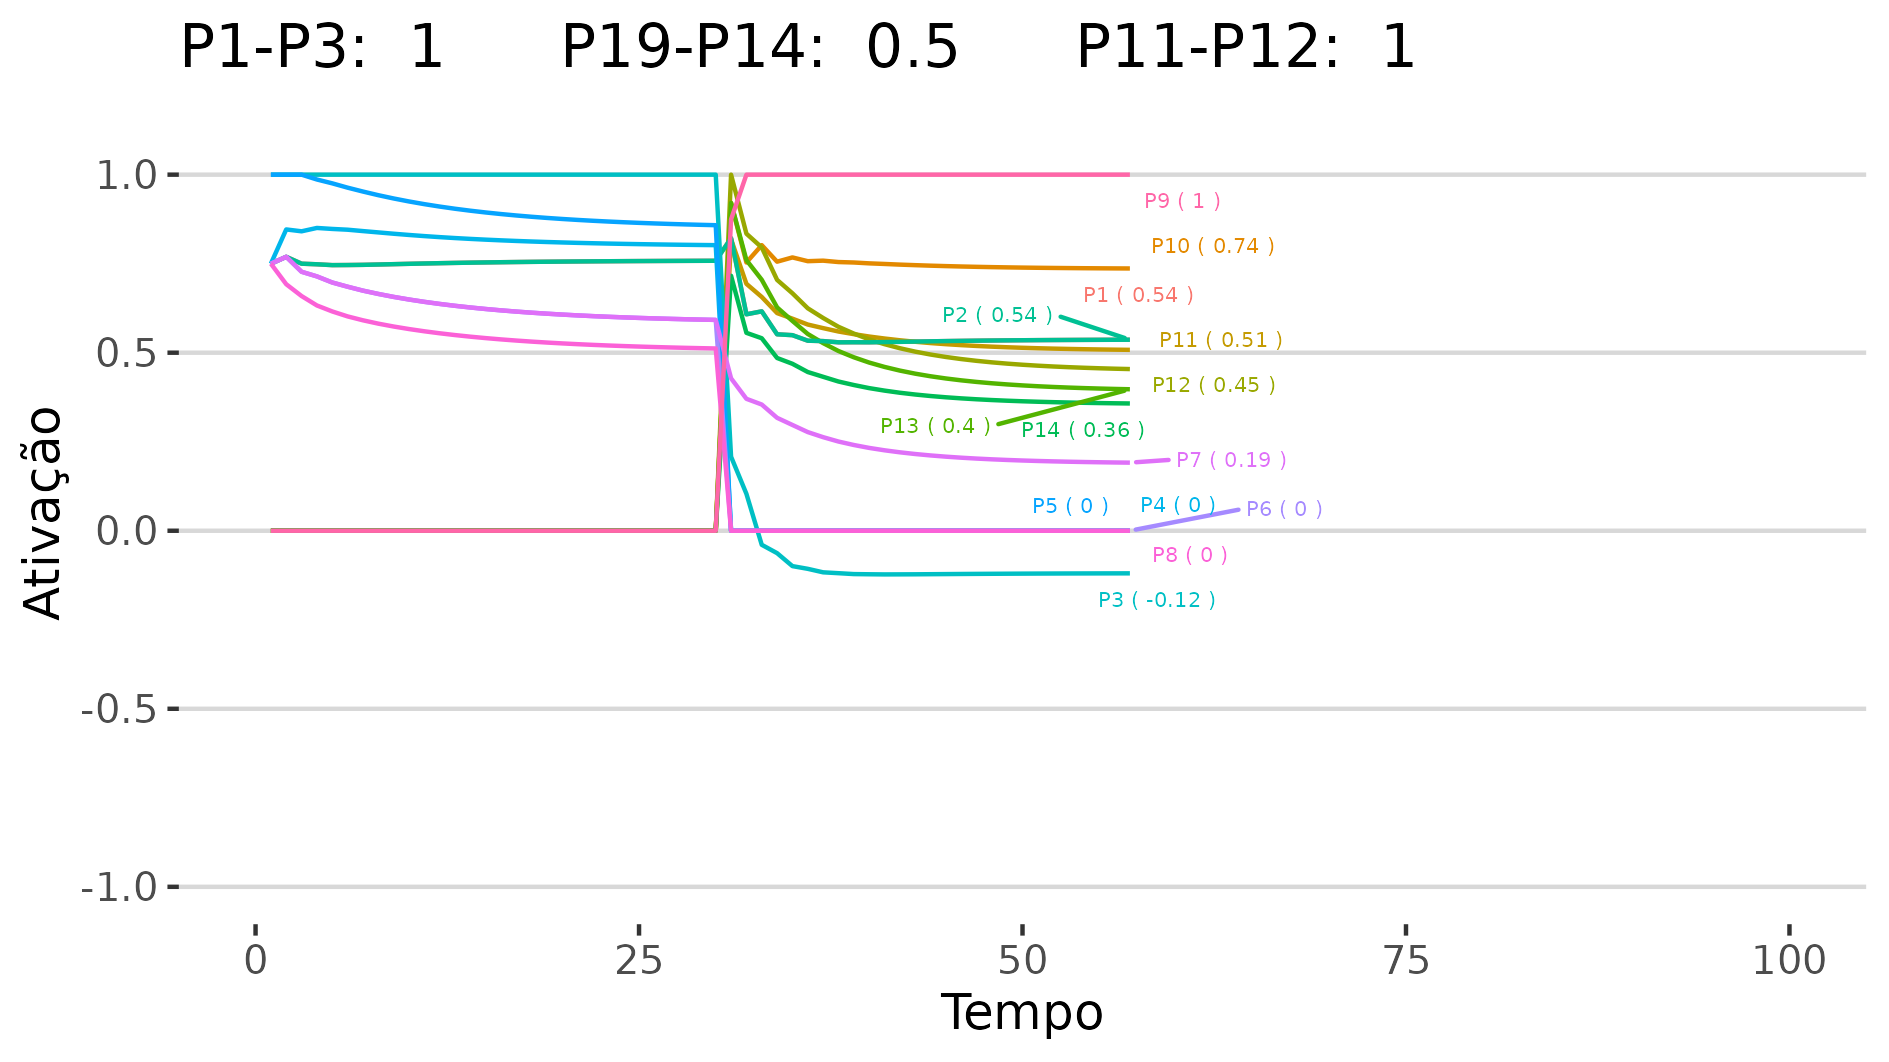 P1-P3: 1 P19-P14: 0.5 P11-P12: 1
Ativação
1.0
0.5
0.0
-0.5
-1.0
P9 ( 1 )
P10 ( 0.74 )
P1 ( 0.54 )
P2 ( 0.54 )
P11 ( 0.51 )
P12 ( 0.45 )
P13 ( 0.4 )
P14 ( 0.36 )
P7 ( 0.19 )
P5 ( 0 )
P4 ( 0 )
P6 ( 0 )
P8 ( 0 )
P3 ( -0.12 )
0 25 50 75 100
Tempo